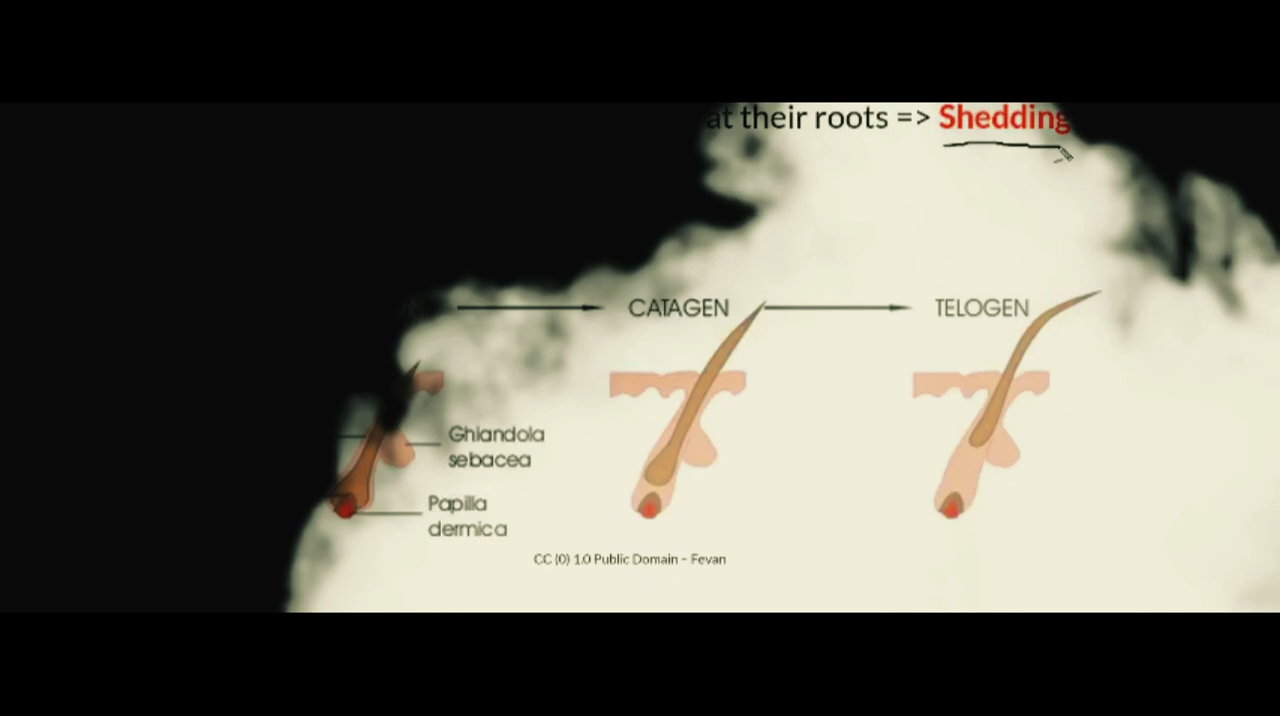 at their roots => Shedding
CATAGEN
TELOGEN
Ghiandola
sebacea
Papilla
dermica
CC (0) 1.0 Public Domain – Fevan